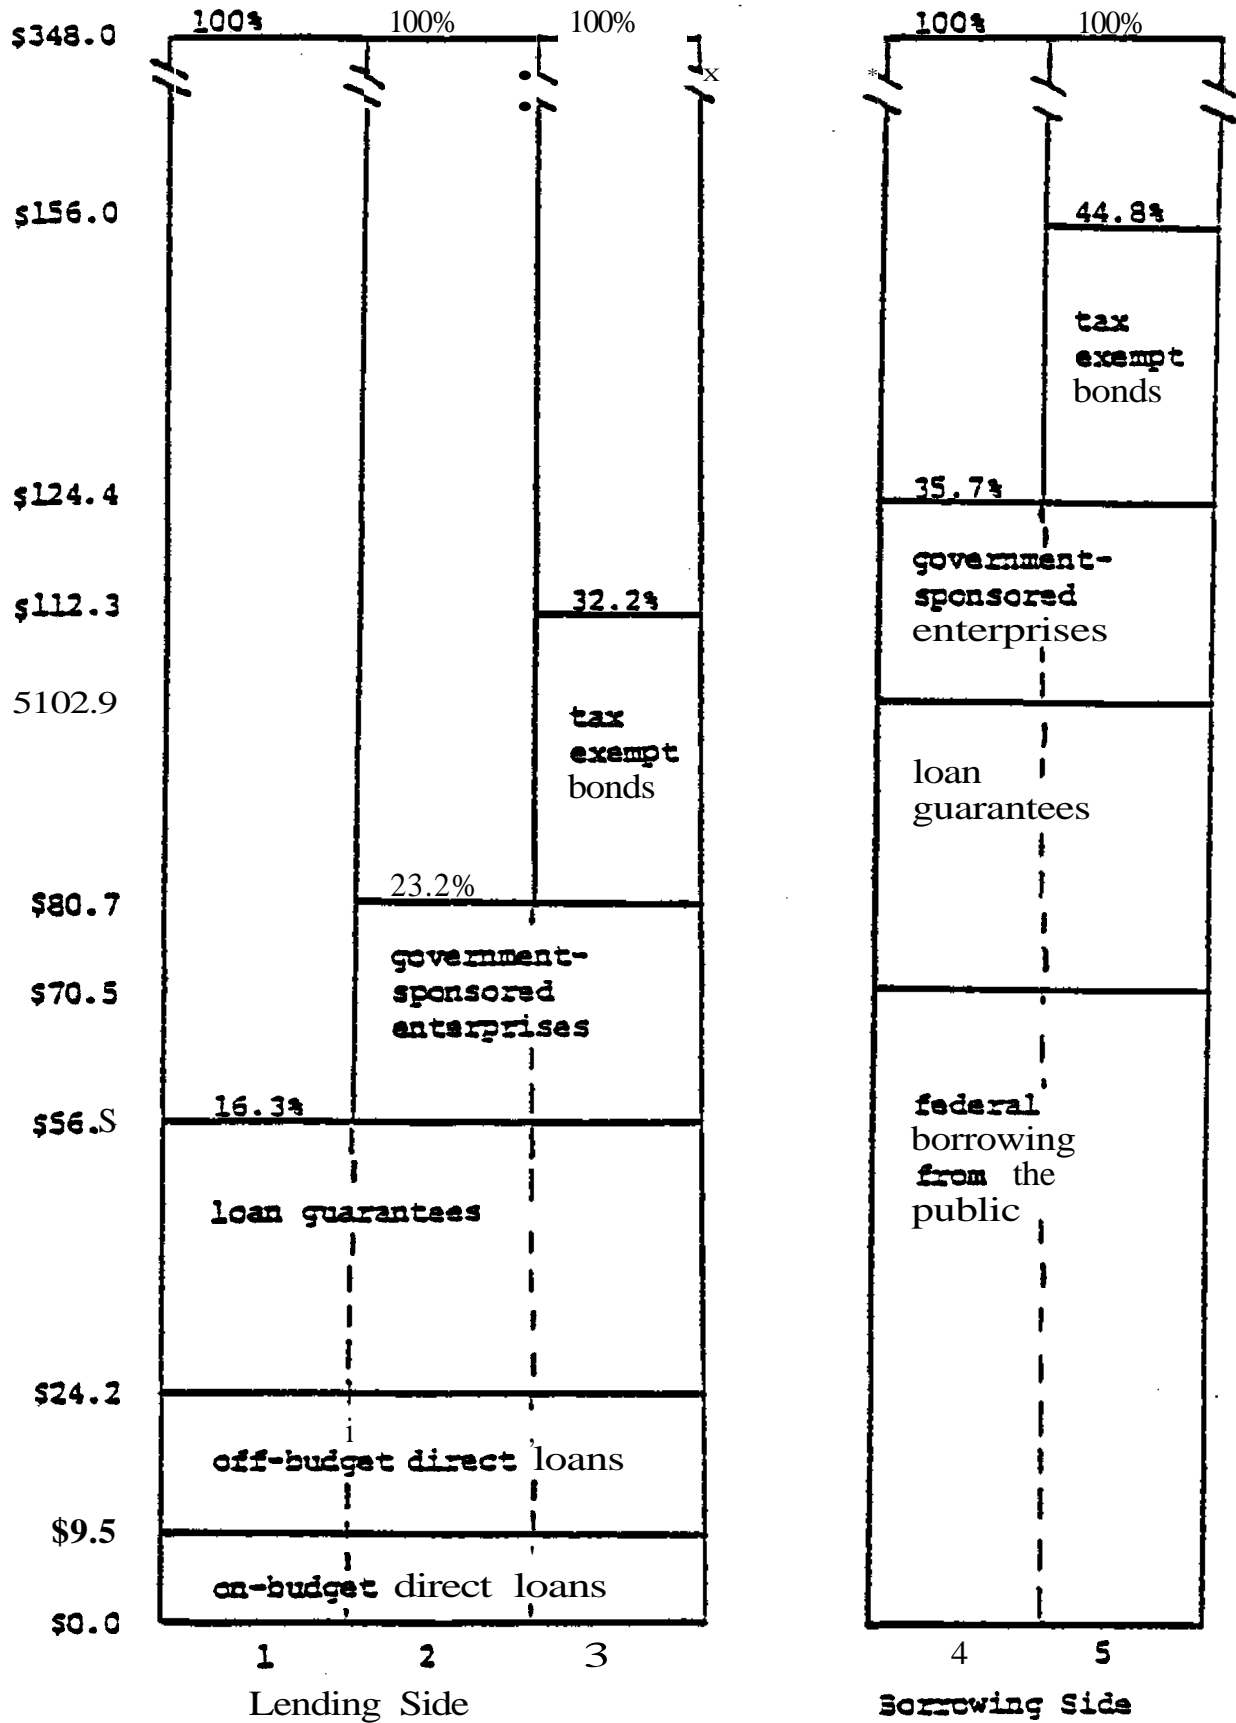 100% 100% 100% 100% 100%
$348.0
x *
$156.0
44.8%
tax
exempt
bonds
$124.4
35.7%
government-
sponsored
enterprises
$112.3
32.2%
5102.9
tax
exempt
bonds
loan
guarantees
23.2%
$80.7
government-
sponsored
enterprises
$70.5
16.3%
$56.S
federal
borrowing
from the
public
loan guarantees
$24.2
i
off-budget direct 'loans
$9.5
on-budget direct loans
$0.0
1 2 3 4 5
Lending Side
Borrowing Side